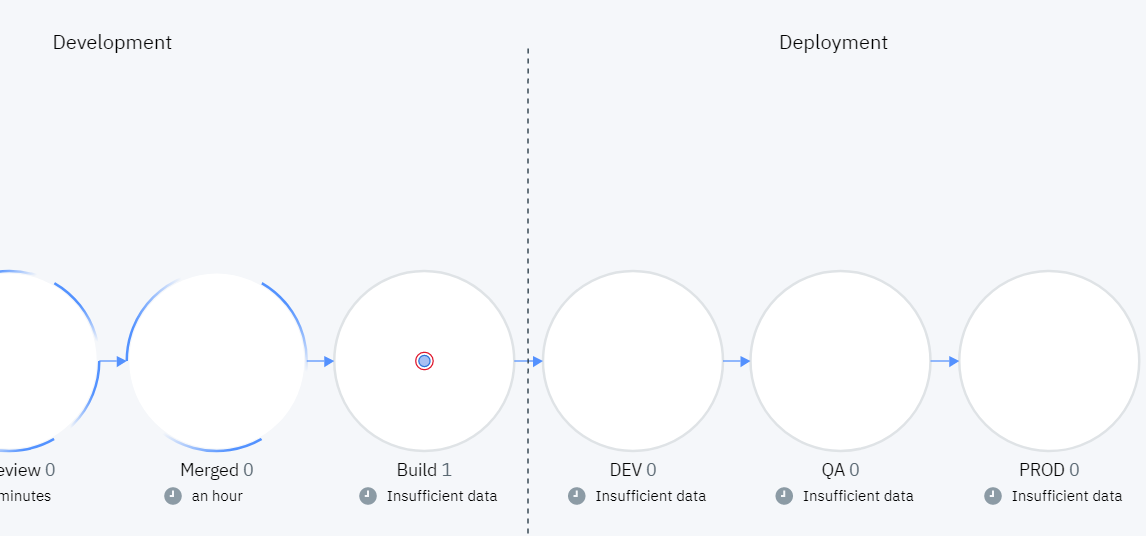 Development
Deployment
eview 0
Merged 0
Build 1
DEV 0
QA 0
PROD 0
minutes
an hour
Insufficient data
Insufficient data
Insufficient data
Insufficient data